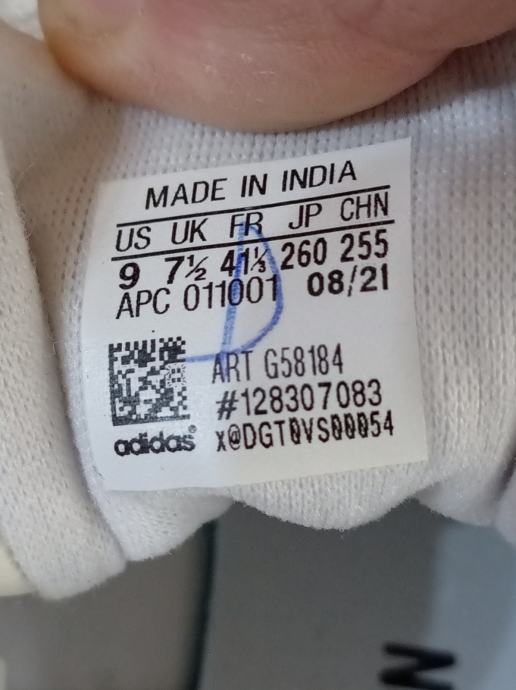 MADE IN INDIA
US UK FR JP CHN
9 7½ 41⅓ 260 255
APC 011001 08/21
ART G58184
#128307083
adidas® x@DGT0VS00054
N